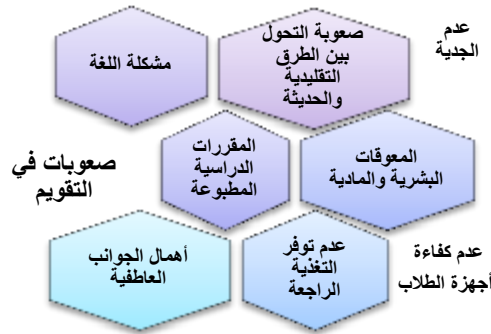 عدم
الجدية
صعوبة التحول
بين الطرق
التقليدية
والحديثة
مشكلة اللغة
المعوقات
البشرية والمادية
المقررات
الدراسية
المطبوعة
صعوبات في
التقويم
عدم كفاءة
أجهزة الطلاب
عدم توفر
التغذية
الراجعة
أهمال الجوانب
العاطفية